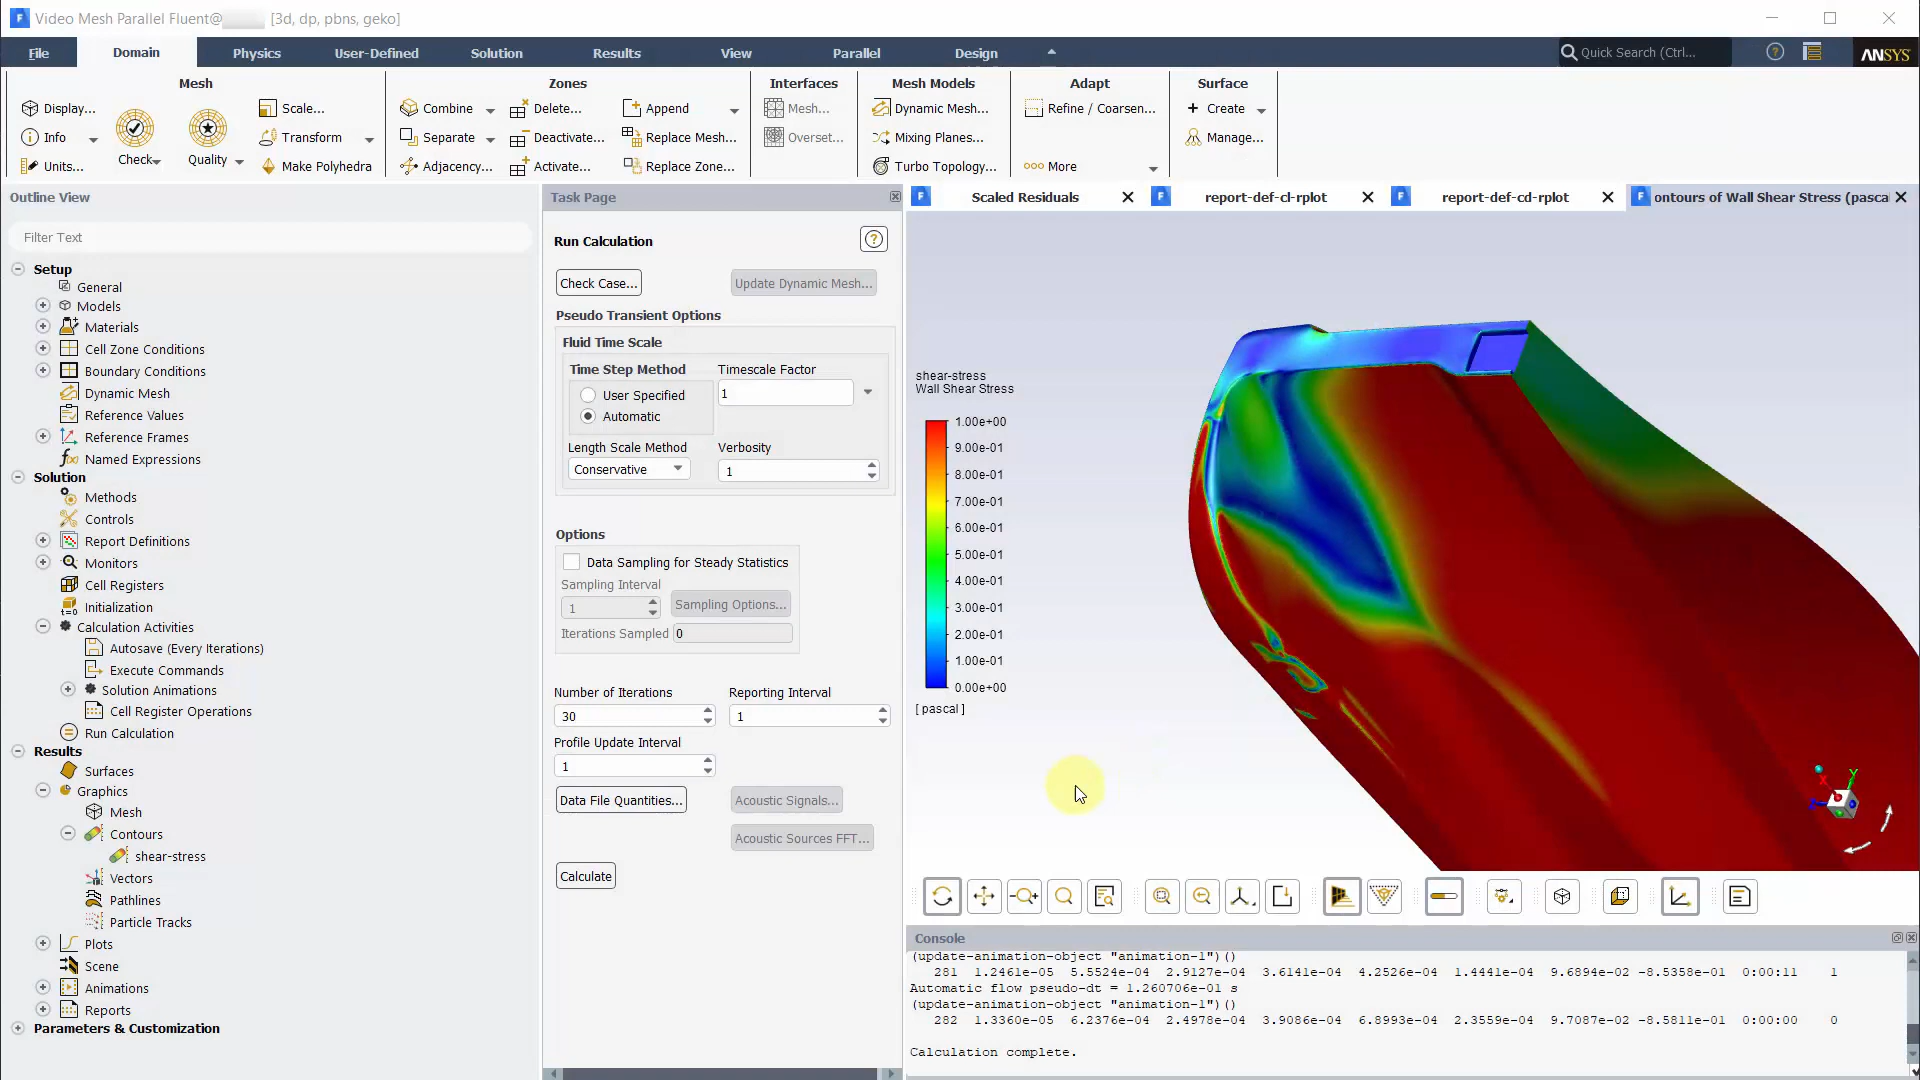 Video Mesh Parallel Fluent@ [3d, dp, pbns, geko]
File Domain Physics User-Defined Solution Results View Parallel Design Quick Search (Ctrl... ANSYS
Mesh Zones Interfaces Mesh Models Adapt Surface
Display... Check Quality Scale... Combine Delete... Append Mesh... Dynamic Mesh... Refine / Coarsen... Create
Info Transform Separate Deactivate... Replace Mesh... Overset... Mixing Planes... Manage...
Units... Make Polyhedra Adjacency... Activate... Replace Zone... Turbo Topology... More
Outline View
Filter Text
Setup
General
Models
Materials
Cell Zone Conditions
Boundary Conditions
Dynamic Mesh
Reference Values
Reference Frames
Named Expressions
Solution
Methods
Controls
Report Definitions
Monitors
Cell Registers
Initialization
Calculation Activities
Autosave (Every Iterations)
Execute Commands
Solution Animations
Cell Register Operations
Run Calculation
Results
Surfaces
Graphics
Mesh
Contours
shear-stress
Vectors
Pathlines
Particle Tracks
Plots
Scene
Animations
Reports
Parameters & Customization
Task Page
Run Calculation
Check Case... Update Dynamic Mesh...
Pseudo Transient Options
Fluid Time Scale
Time Step Method Timescale Factor
User Specified 1
Automatic
Length Scale Method Verbosity
Conservative 1
Options
Data Sampling for Steady Statistics
Sampling Interval
1 Sampling Options...
Iterations Sampled 0
Number of Iterations Reporting Interval
30 1
Profile Update Interval
1
Data File Quantities... Acoustic Signals...
Acoustic Sources FFT...
Calculate
Scaled Residuals report-def-cl-rplot report-def-cd-rplot ontours of Wall Shear Stress (pasca
shear-stress
Wall Shear Stress
1.00e+00
9.00e-01
8.00e-01
7.00e-01
6.00e-01
5.00e-01
4.00e-01
3.00e-01
2.00e-01
1.00e-01
0.00e+00
[ pascal ]
Y
X
Z
Console
(update-animation-object "animation-1")()
281 1.2461e-05 5.5524e-04 2.9127e-04 3.6141e-04 4.2526e-04 1.4441e-04 9.6894e-02 -8.5358e-01 0:00:11 1
Automatic flow pseudo-dt = 1.260706e-01 s
(update-animation-object "animation-1")()
282 1.3360e-05 6.2376e-04 2.4978e-04 3.9086e-04 6.8993e-04 2.3559e-04 9.7087e-02 -8.5811e-01 0:00:00 0
Calculation complete.